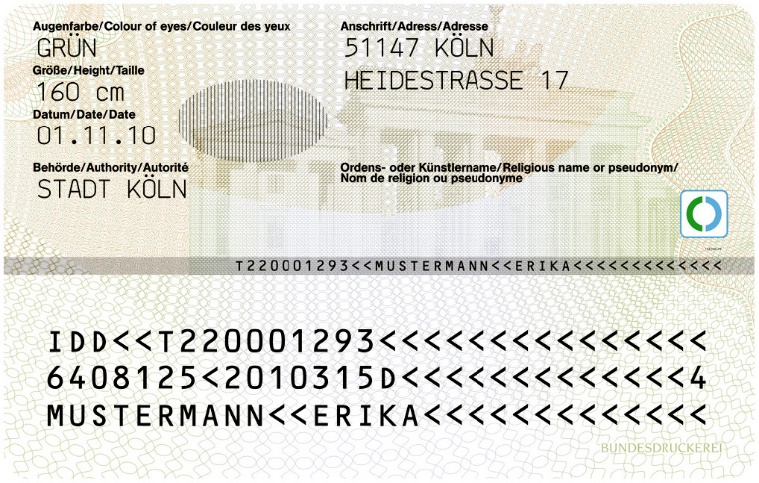 Augenfarbe/Colour of eyes/Couleur des yeux
GRÜN
Größe/Height/Taille
160 cm
Datum/Date/Date
01.11.10
Behörde/Authority/Autorité
STADT KÖLN
Anschrift/Adress/Adresse
51147 KÖLN
HEIDESTRASSE 17
Ordens- oder Künstlername/Religious name or pseudonym/
Nom de religion ou pseudonyme
T220001293<<MUSTERMANN<<ERIKA<<<<<<<<<<<<<
IDD<<T220001293<<<<<<<<<<<<<<<
6408125<2010315D<<<<<<<<<<<<<4
MUSTERMANN<<ERIKA<<<<<<<<<<<<<
BUNDESDRUCKEREI